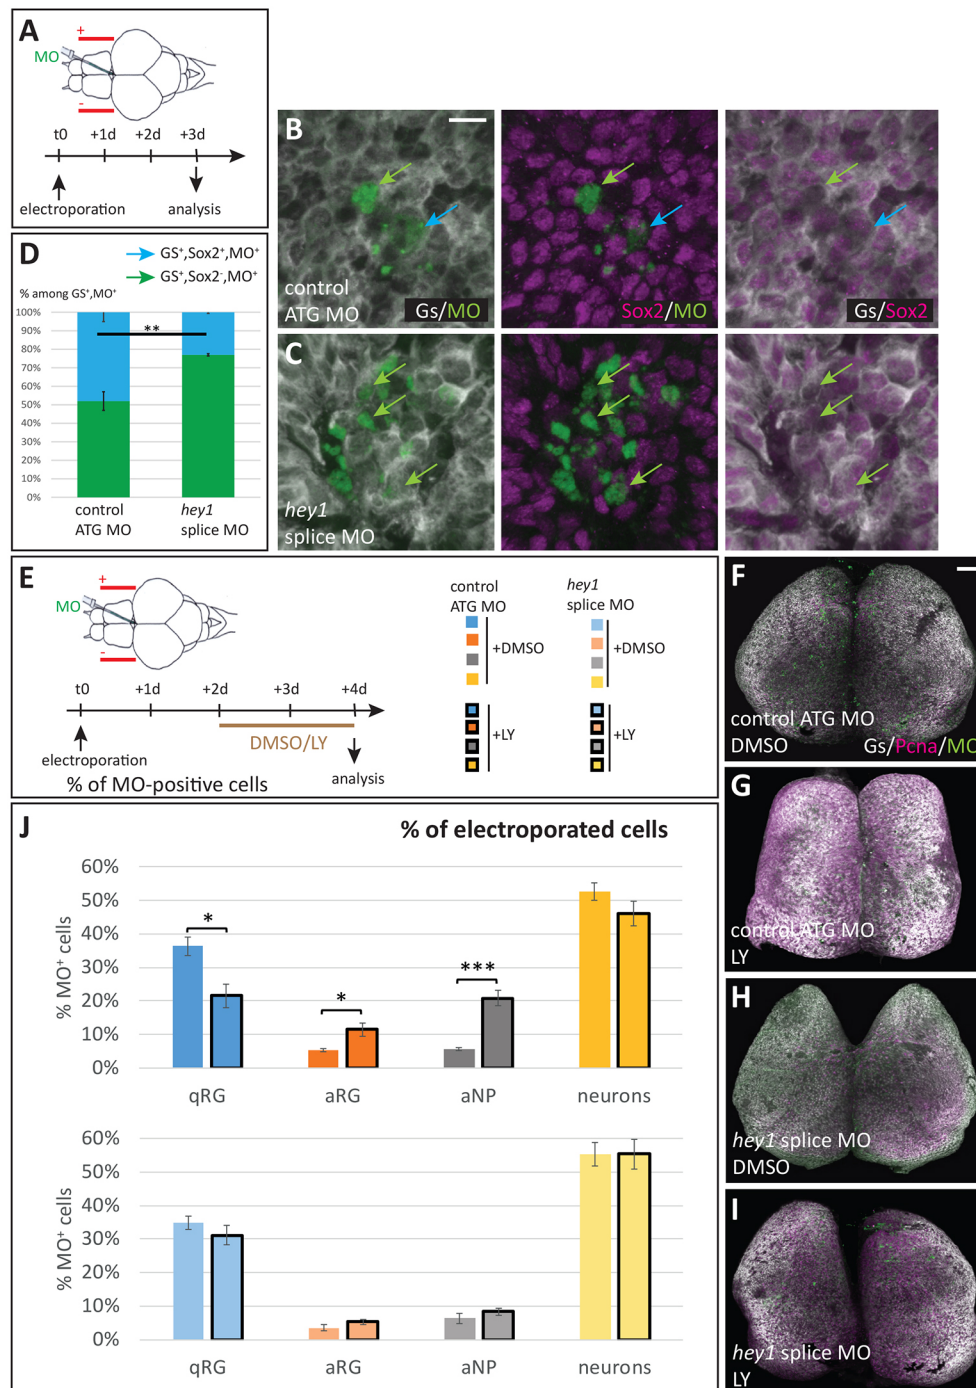 A
+
MO
-
t0 +1d +2d +3d
electroporation analysis
B
control
ATG MO
Gs/MO
Sox2/MO
Gs/Sox2
C
hey1
splice MO
D
GS⁺,Sox2⁺,MO⁺
GS⁺,Sox2⁻,MO⁺
% among GS⁺,MO⁺
100%
90%
80%
70%
60%
50%
40%
30%
20%
10%
0%
**
control
ATG MO
hey1
splice MO
E
+
MO
-
t0 +1d +2d +3d +4d
DMSO/LY
electroporation
analysis
% of MO-positive cells
control
ATG MO
+DMSO
+LY
hey1
splice MO
+DMSO
+LY
F
control ATG MO
DMSO
Gs/Pcna/MO
G
control ATG MO
LY
H
hey1 splice MO
DMSO
I
hey1 splice MO
LY
J
% of electroporated cells
% MO⁺ cells
60%
50%
40%
30%
20%
10%
0%
*
*
***
qRG aRG aNP neurons
% MO⁺ cells
60%
50%
40%
30%
20%
10%
0%
qRG aRG aNP neurons